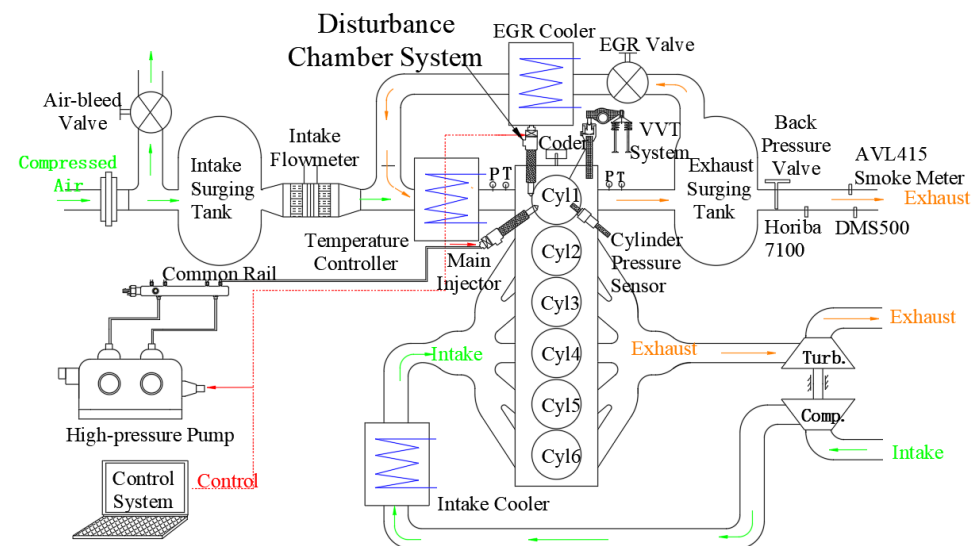 Disturbance
Chamber System
EGR Cooler
EGR Valve
Air-bleed
Valve
Intake
Flowmeter
Coder
VVT
System
Back
Pressure
Valve
AVL415
Smoke Meter
Compressed
Air
Intake
Surging
Tank
P T
Cyl1
P T
Exhaust
Surging
Tank
Exhaust
Horiba
7100
DMS500
Temperature
Controller
Main
Injector
Cyl2
Cylinder
Pressure
Sensor
Common Rail
Cyl3
Intake
Cyl4
Exhaust
Exhaust
Turb.
High-pressure Pump
Cyl5
Comp.
Cyl6
Intake
Control
System
Control
Intake Cooler